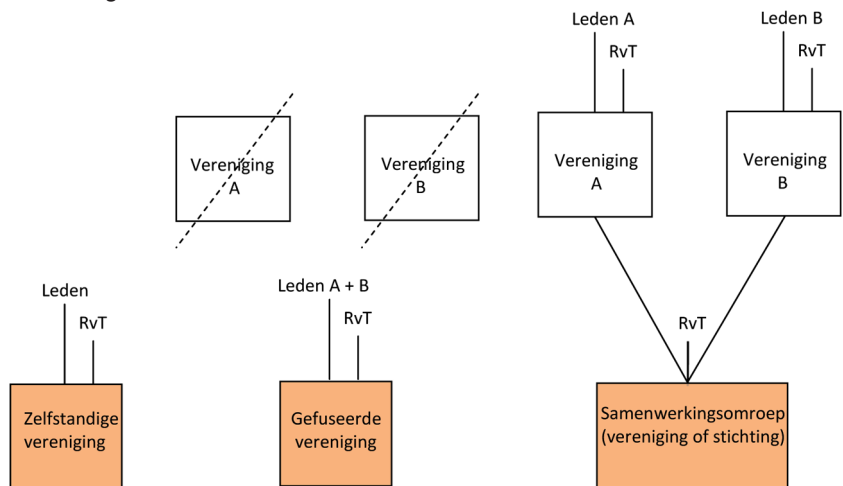 Leden A
RvT
Leden B
RvT
Vereniging
A
Vereniging
B
Vereniging
A
Vereniging
B
Leden
RvT
Leden A + B
RvT
RvT
Zelfstandige
vereniging
Gefuseerde
vereniging
Samenwerkingsomroep
(vereniging of stichting)